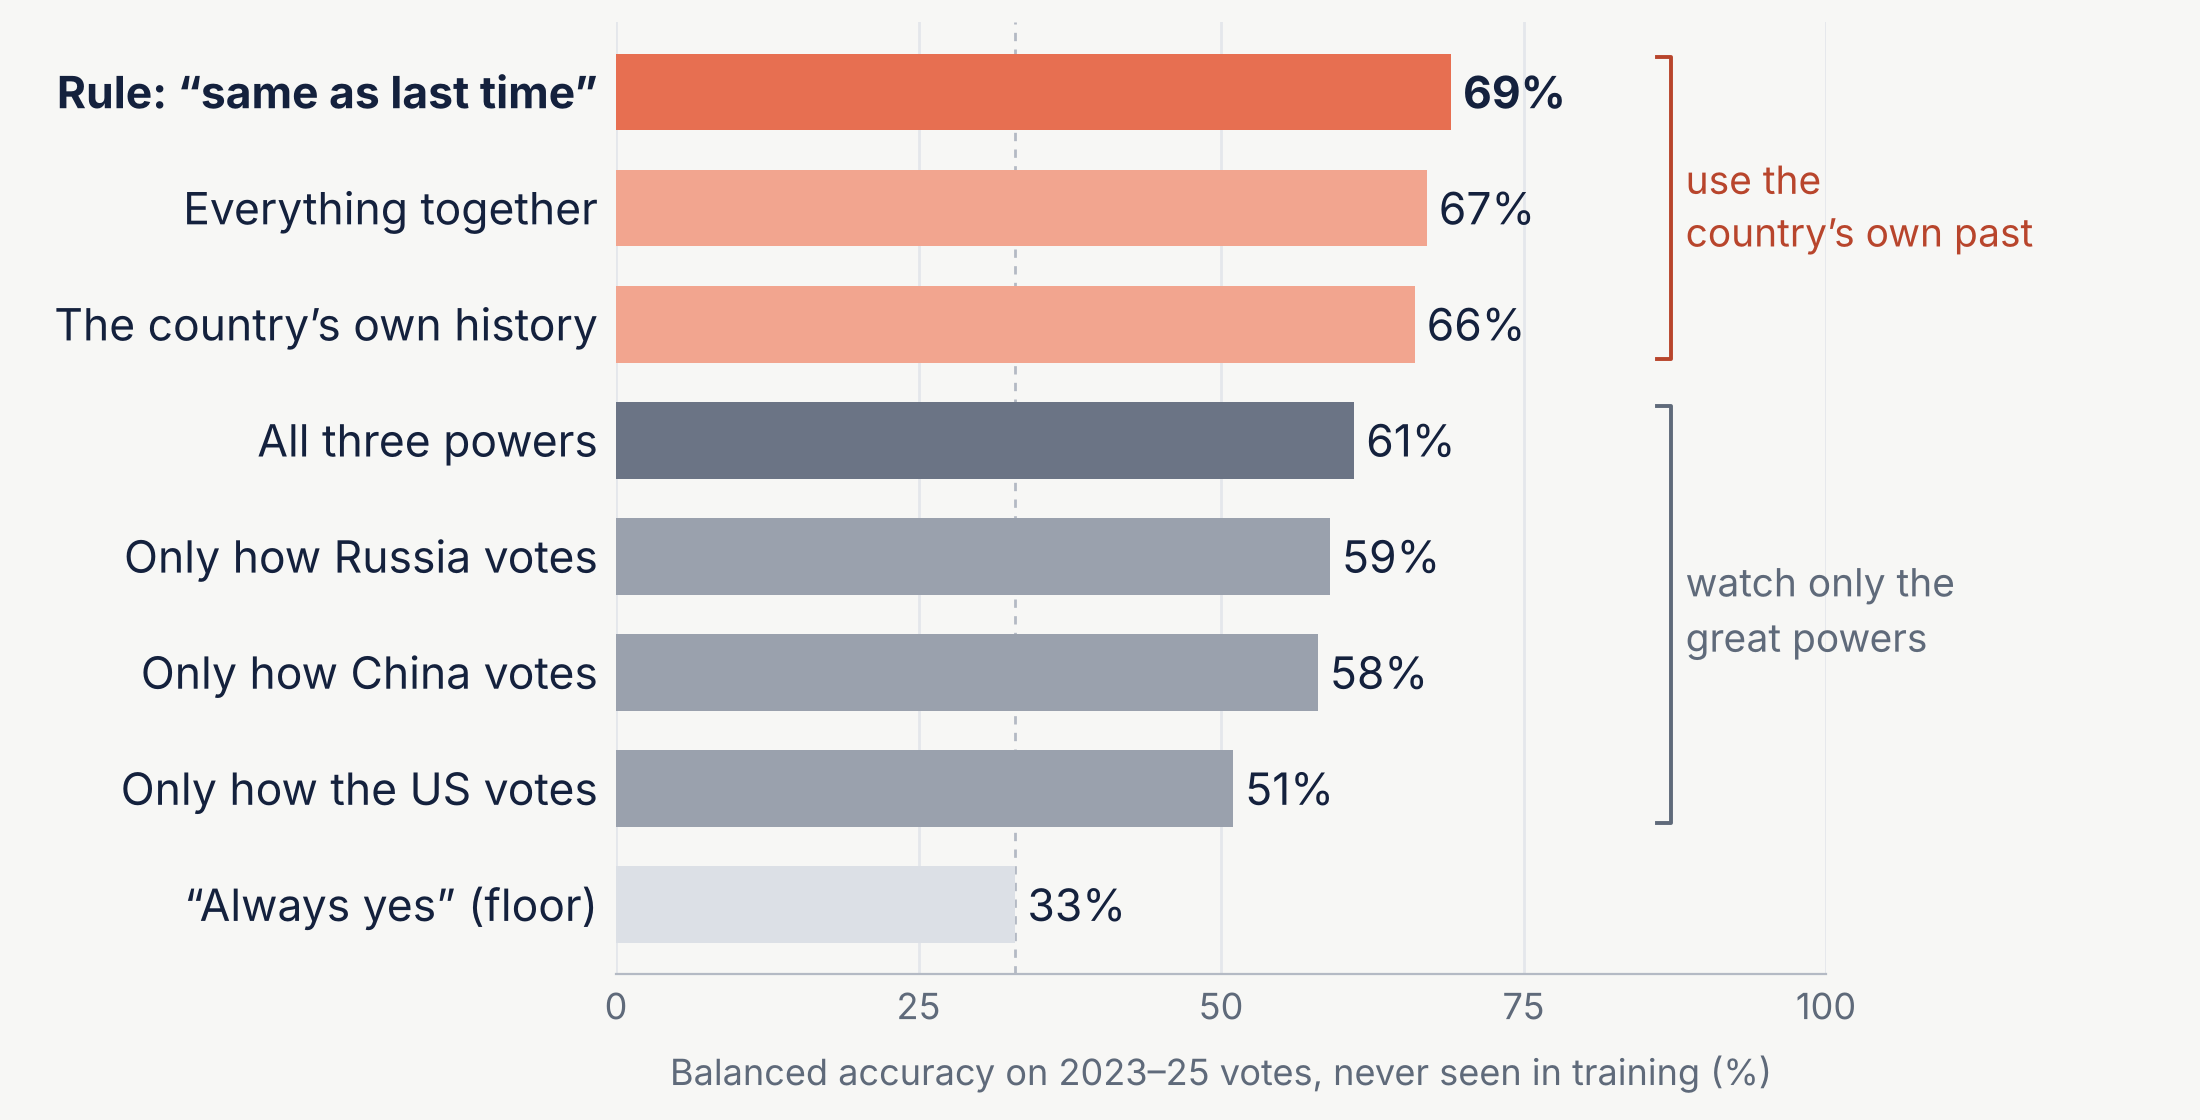 Rule: “same as last time” 69%
Everything together 67%
use the
country’s own past
The country’s own history 66%
All three powers 61%
Only how Russia votes 59%
watch only the
great powers
Only how China votes 58%
Only how the US votes 51%
“Always yes” (floor) 33%
0 25 50 75 100
Balanced accuracy on 2023–25 votes, never seen in training (%)